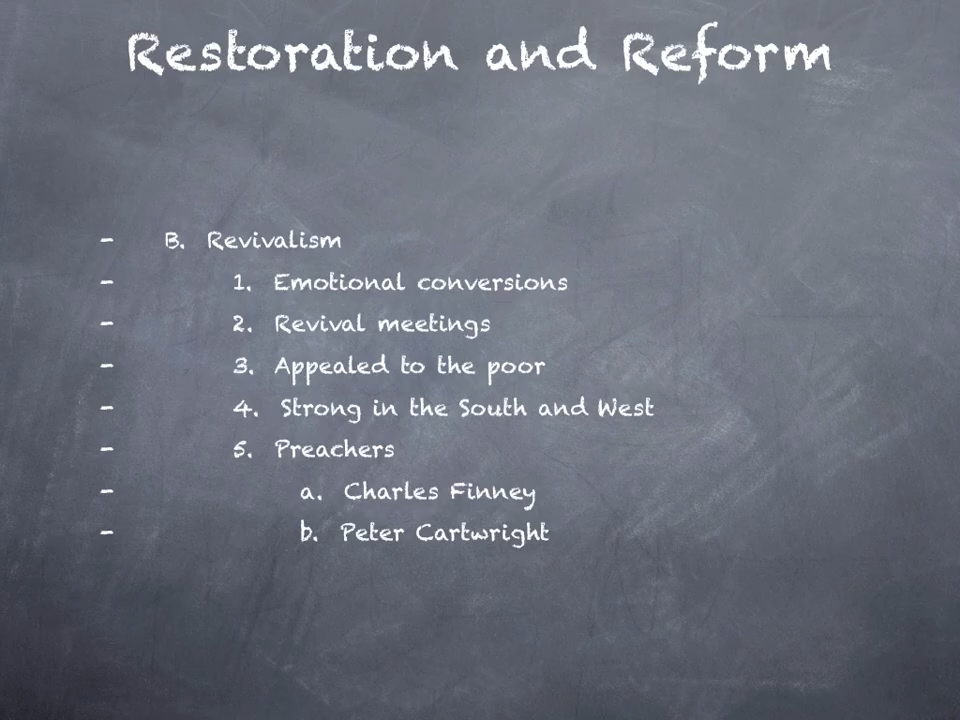 Restoration and Reform
- B. Revivalism
- 1. Emotional conversions
- 2. Revival meetings
- 3. Appealed to the poor
- 4. Strong in the South and West
- 5. Preachers
- a. Charles Finney
- b. Peter Cartwright